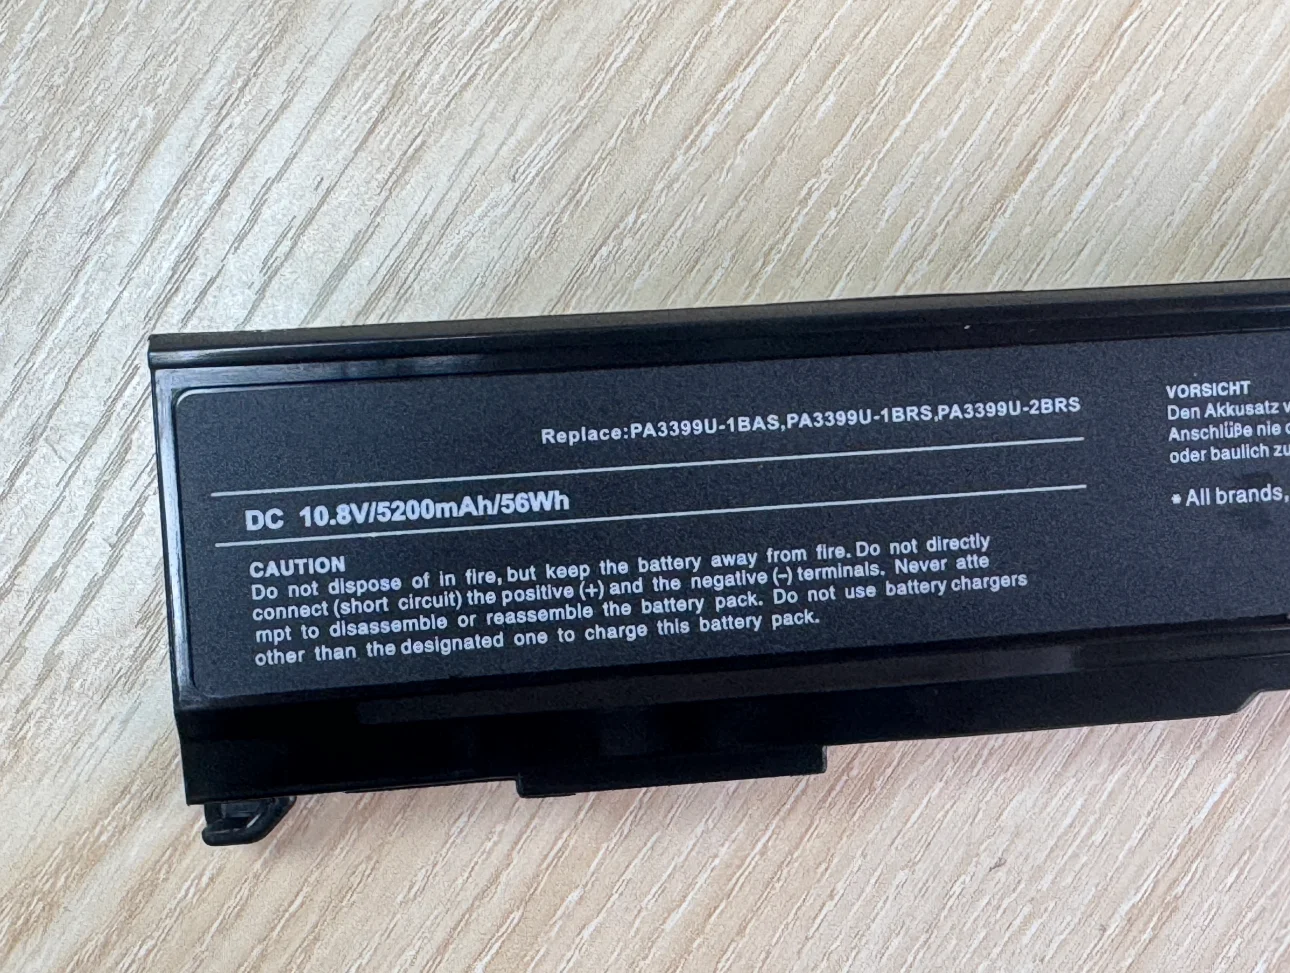 Replace:PA3399U-1BAS,PA3399U-1BRS,PA3399U-2BRS
DC 10.8V/5200mAh/56Wh
CAUTION
Do not dispose of in fire, but keep the battery away from fire. Do not directly
connect (short circuit) the positive (+) and the negative (-) terminals. Never atte
mpt to disassemble or reassemble the battery pack. Do not use battery chargers
other than the designated one to charge this battery pack.
VORSICHT
Den Akkusatz
Anschlüße nie
oder baulich zu
* All brands,